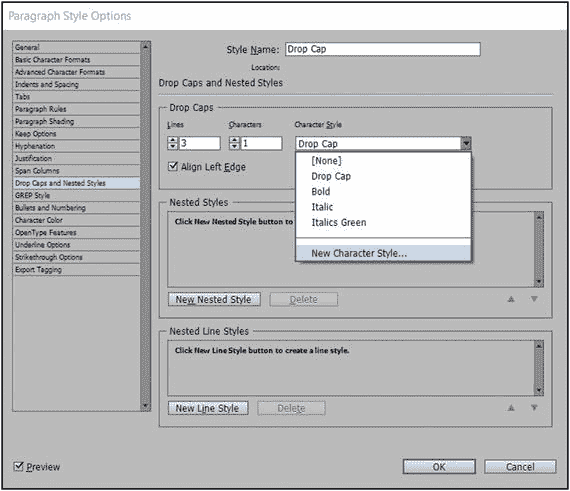 Paragraph Style Options
General
Basic Character Formats
Advanced Character Formats
Indents and Spacing
Tabs
Paragraph Rules
Paragraph Shading
Keep Options
Hyphenation
Justification
Span Columns
Drop Caps and Nested Styles
GREP Style
Bullets and Numbering
Character Color
OpenType Features
Underline Options
Strikethrough Options
Export Tagging
Style Name: Drop Cap
Location:
Drop Caps and Nested Styles
Drop Caps
Lines Characters Character Style
3 1 Drop Cap
Align Left Edge
[None]
Drop Cap
Bold
Italic
Italics Green
New Character Style...
Nested Styles
Click New Nested Style button to
New Nested Style Delete
Nested Line Styles
Click New Line Style button to create a line style.
New Line Style Delete
Preview
OK Cancel